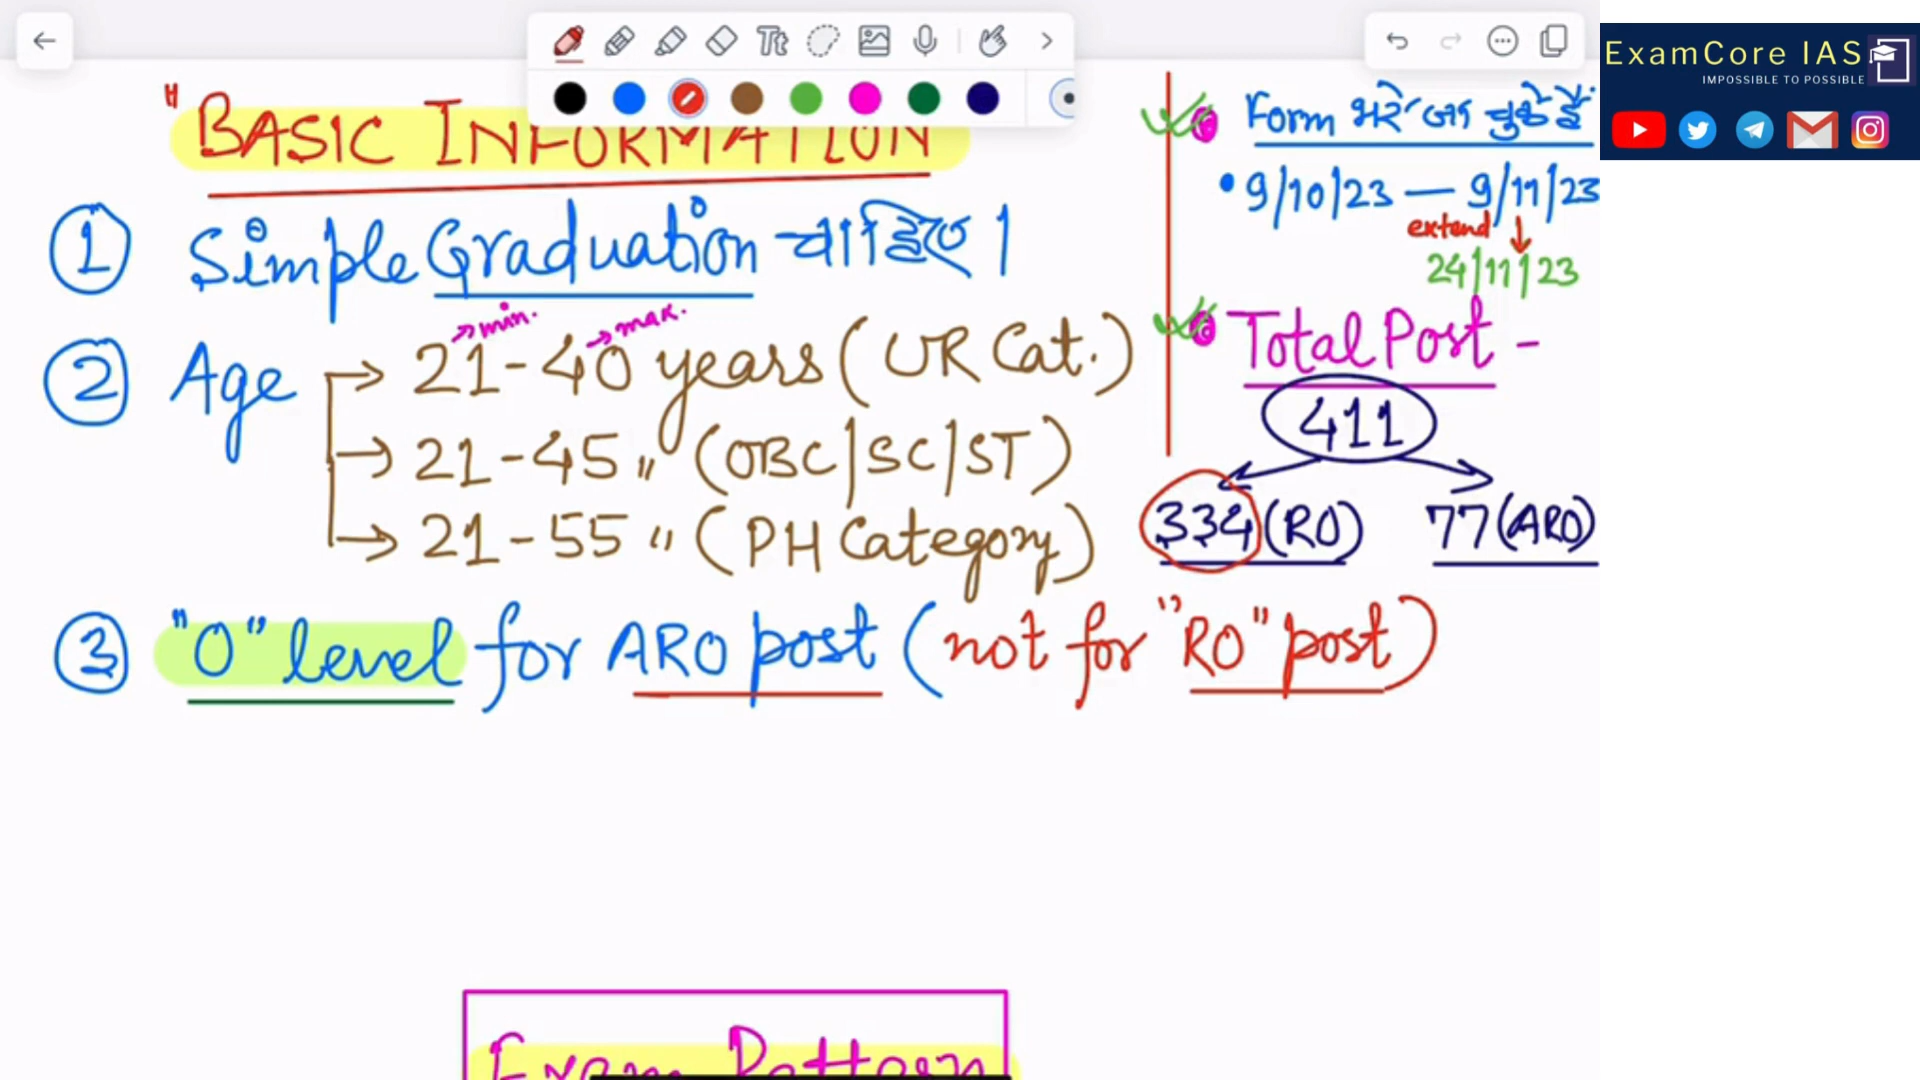 ExamCore IAS
IMPOSSIBLE TO POSSIBLE
"BASIC INFORMATION
① Simple Graduation चाहिए।
② Age → 21-40 years (UR Cat.)
→ min. → max.
→ 21-45 " (OBC/SC/ST)
→ 21-55 " (PH Category)
③ "O" level for ARO post (not for "RO" post)
Form भरे जा चुके हैं
• 9/10/23 — 9/11/23
extend ↓
24/11/23
Total Post -
411
334 (RO) 77 (ARO)
Exam Pattern
Tt